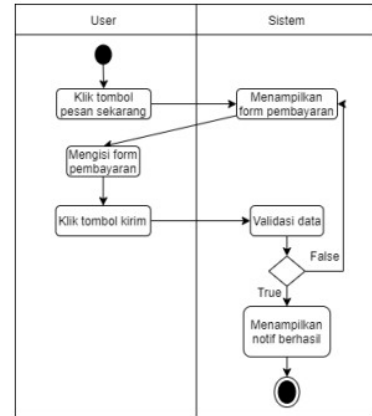 User
Sistem
Klik tombol
pesan sekarang
Menampilkan
form pembayaran
Mengisi form
pembayaran
Klik tombol kirim
Validasi data
False
True
Menampilkan
notif berhasil